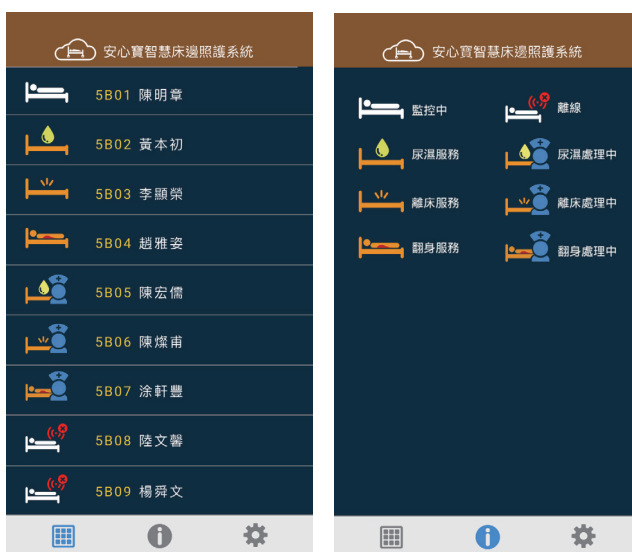 安心寶智慧床邊照護系統
5B01 陳明章
5B02 黃本初
5B03 李顯榮
5B04 趙雅姿
5B05 陳宏儒
5B06 陳燦甫
5B07 涂軒豐
5B08 陸文馨
5B09 楊舜文
安心寶智慧床邊照護系統
監控中 離線
尿濕服務 尿濕處理中
離床服務 離床處理中
翻身服務 翻身處理中